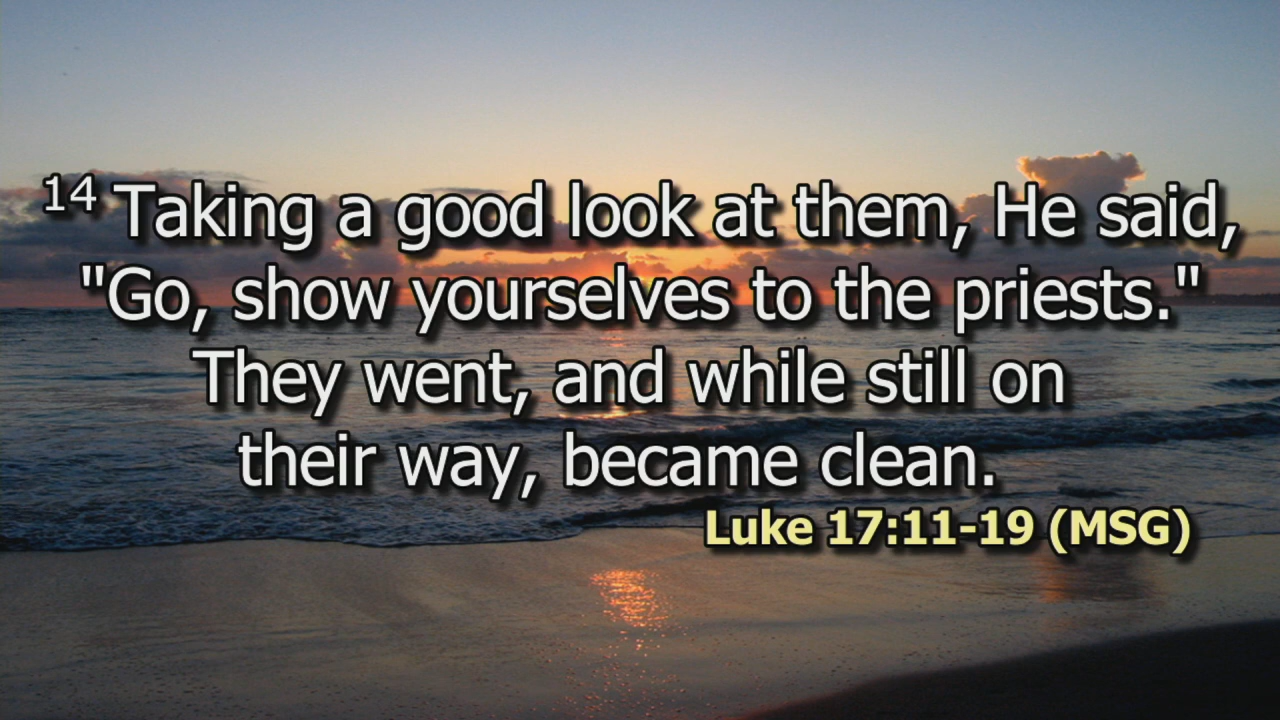 14 Taking a good look at them, He said,
"Go, show yourselves to the priests."
They went, and while still on
their way, became clean.
Luke 17:11-19 (MSG)